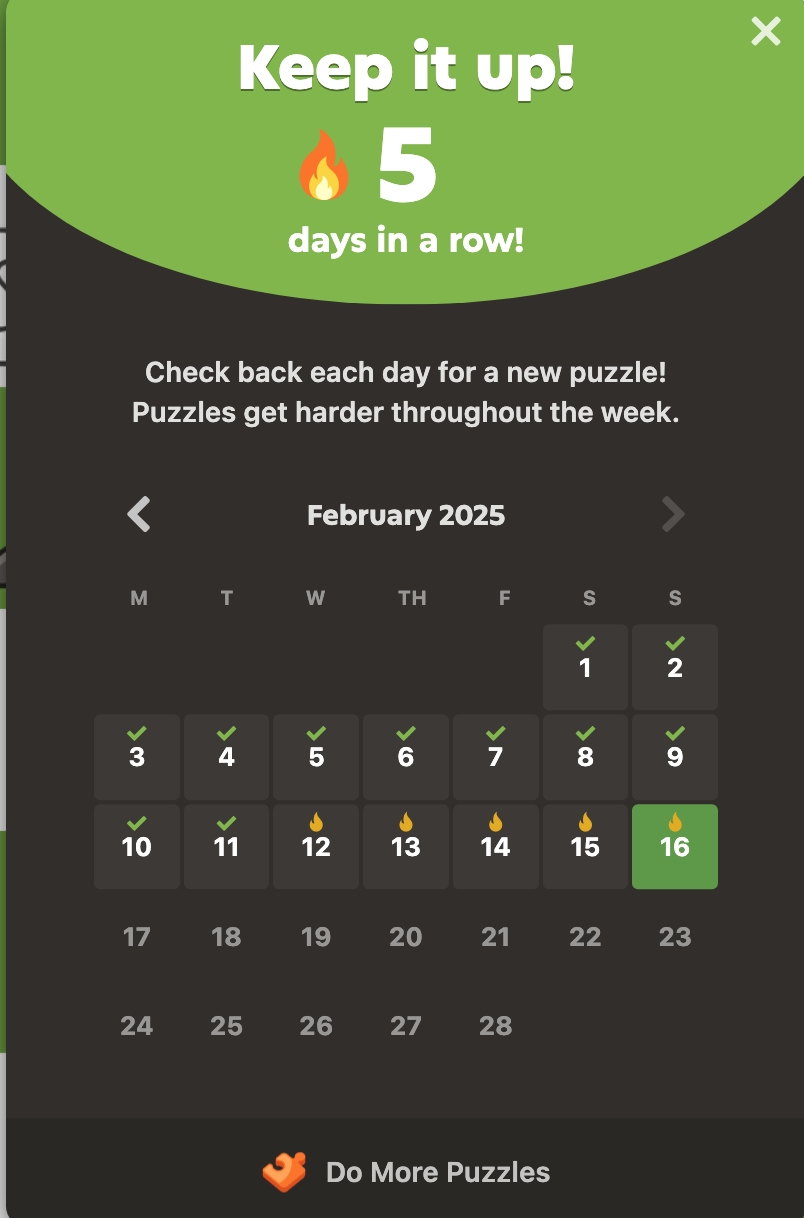 Keep it up!
5
days in a row!
Check back each day for a new puzzle!
Puzzles get harder throughout the week.
February 2025
M T W TH F S S
1 2
3 4 5 6 7 8 9
10 11 12 13 14 15 16
17 18 19 20 21 22 23
24 25 26 27 28
Do More Puzzles